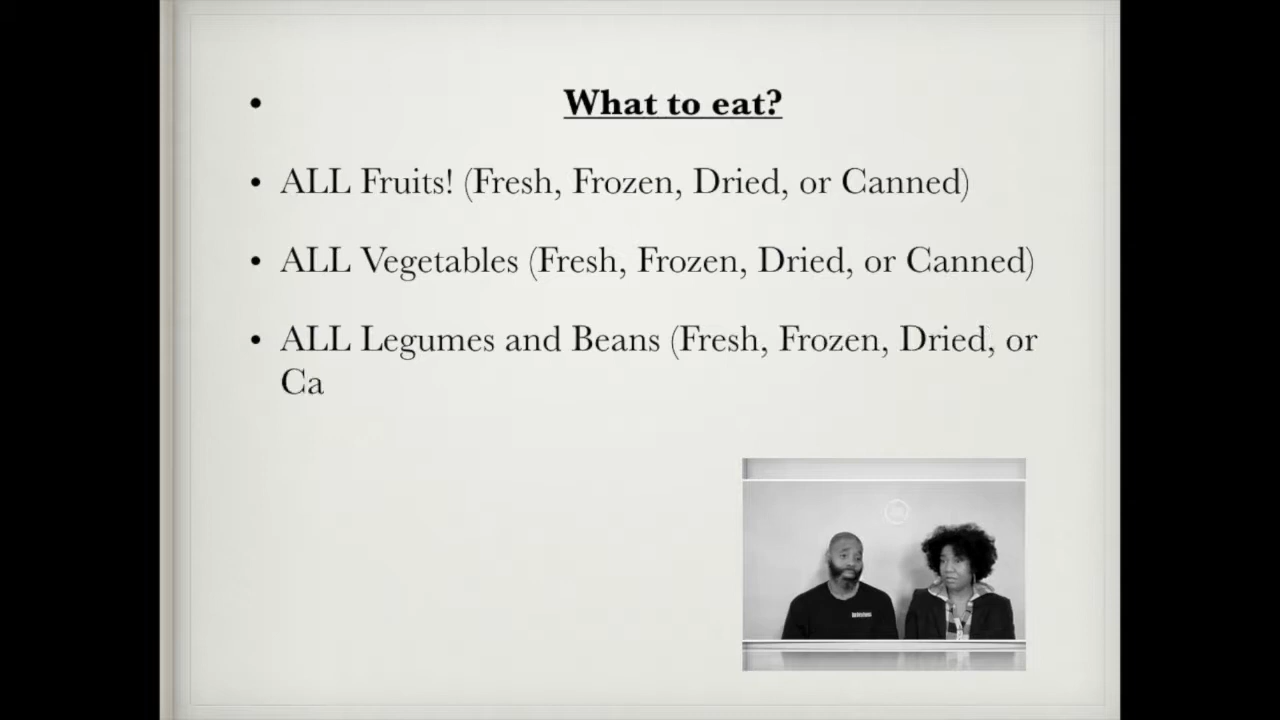 • What to eat?
• ALL Fruits! (Fresh, Frozen, Dried, or Canned)
• ALL Vegetables (Fresh, Frozen, Dried, or Canned)
• ALL Legumes and Beans (Fresh, Frozen, Dried, or
Ca